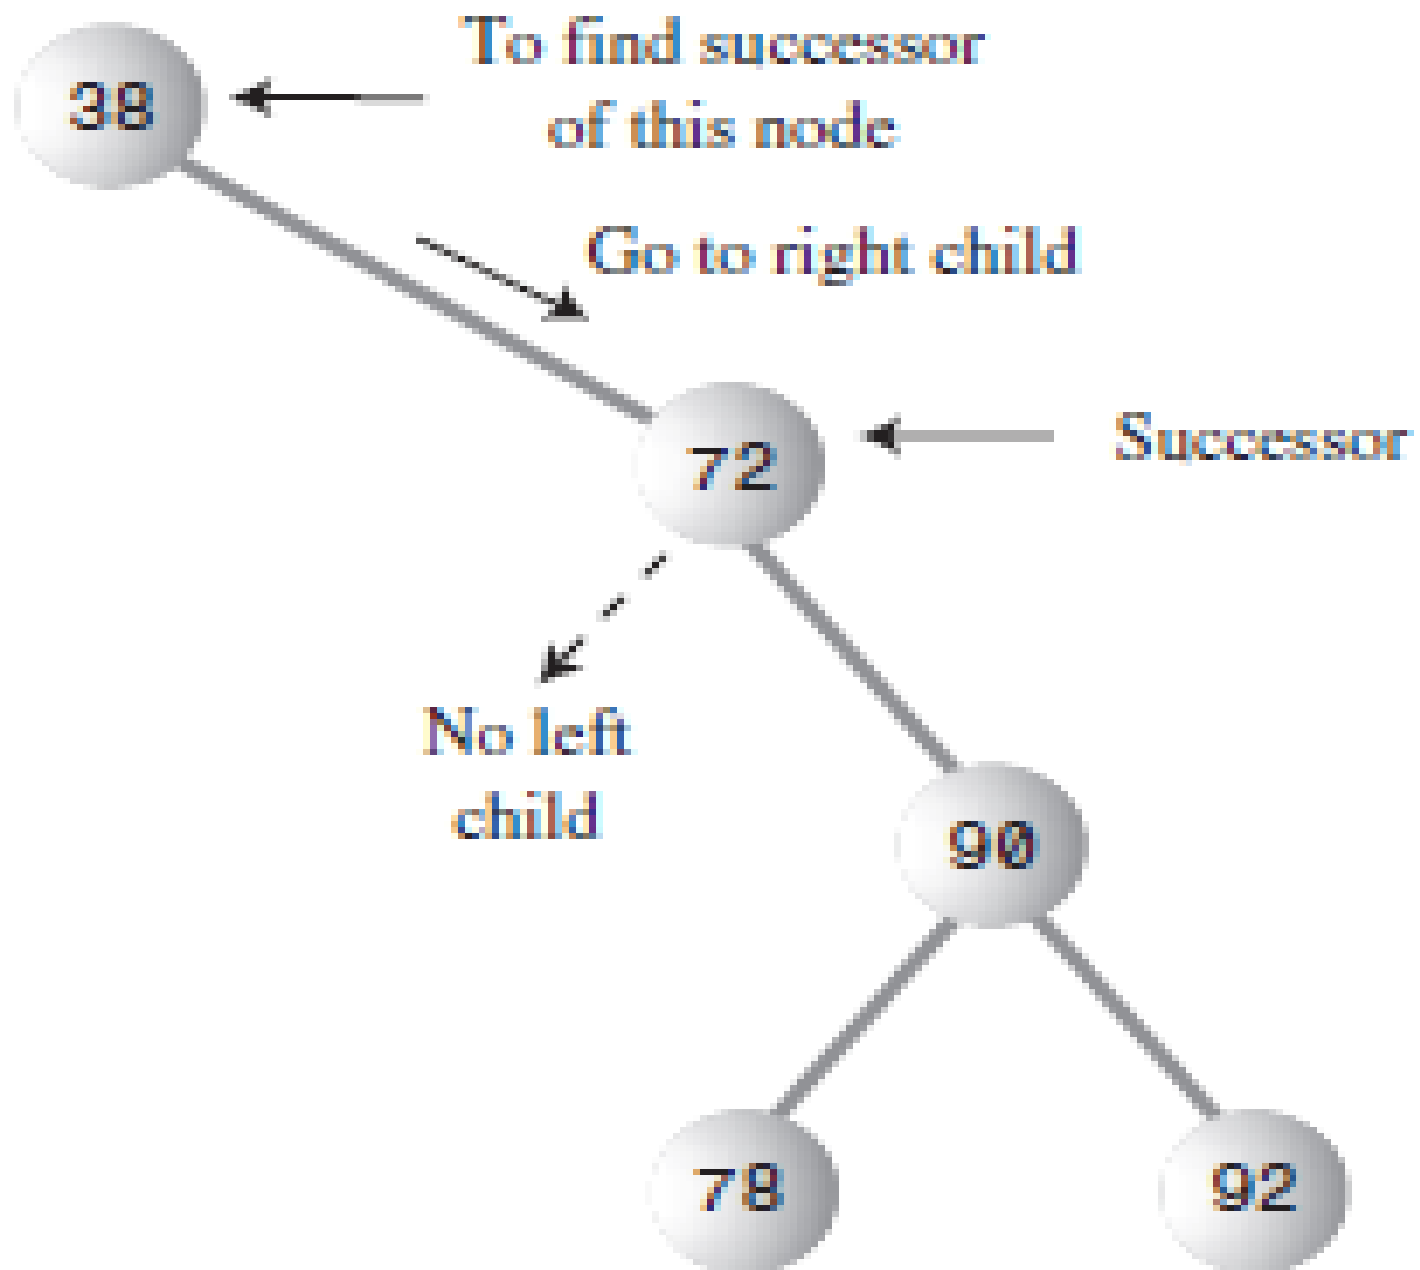 38
To find successor
of this node
Go to right child
72
Successor
No left
child
90
78
92